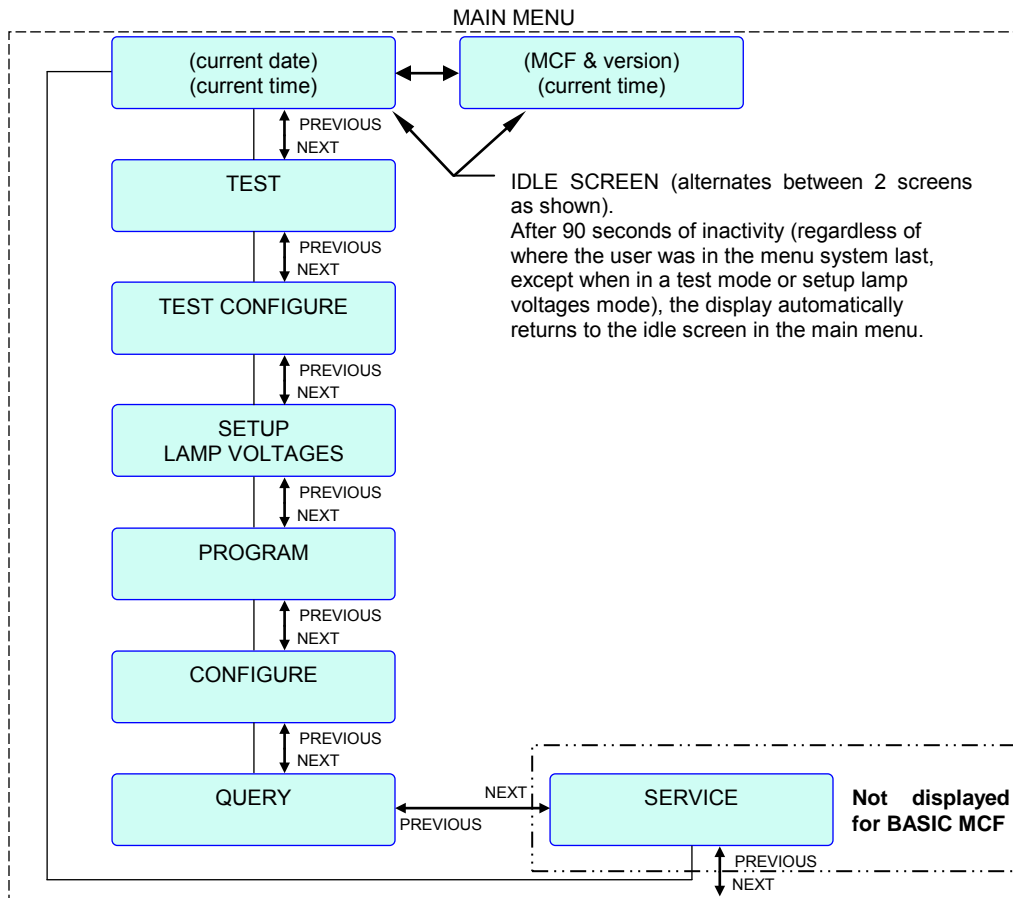 MAIN MENU
(current date)
(current time)
(MCF & version)
(current time)
PREVIOUS
NEXT
TEST
IDLE SCREEN (alternates between 2 screens
as shown).
After 90 seconds of inactivity (regardless of
where the user was in the menu system last,
except when in a test mode or setup lamp
voltages mode), the display automatically
returns to the idle screen in the main menu.
PREVIOUS
NEXT
TEST CONFIGURE
PREVIOUS
NEXT
SETUP
LAMP VOLTAGES
PREVIOUS
NEXT
PROGRAM
PREVIOUS
NEXT
CONFIGURE
PREVIOUS
NEXT
QUERY
NEXT
PREVIOUS
SERVICE
Not displayed
for BASIC MCF
PREVIOUS
NEXT